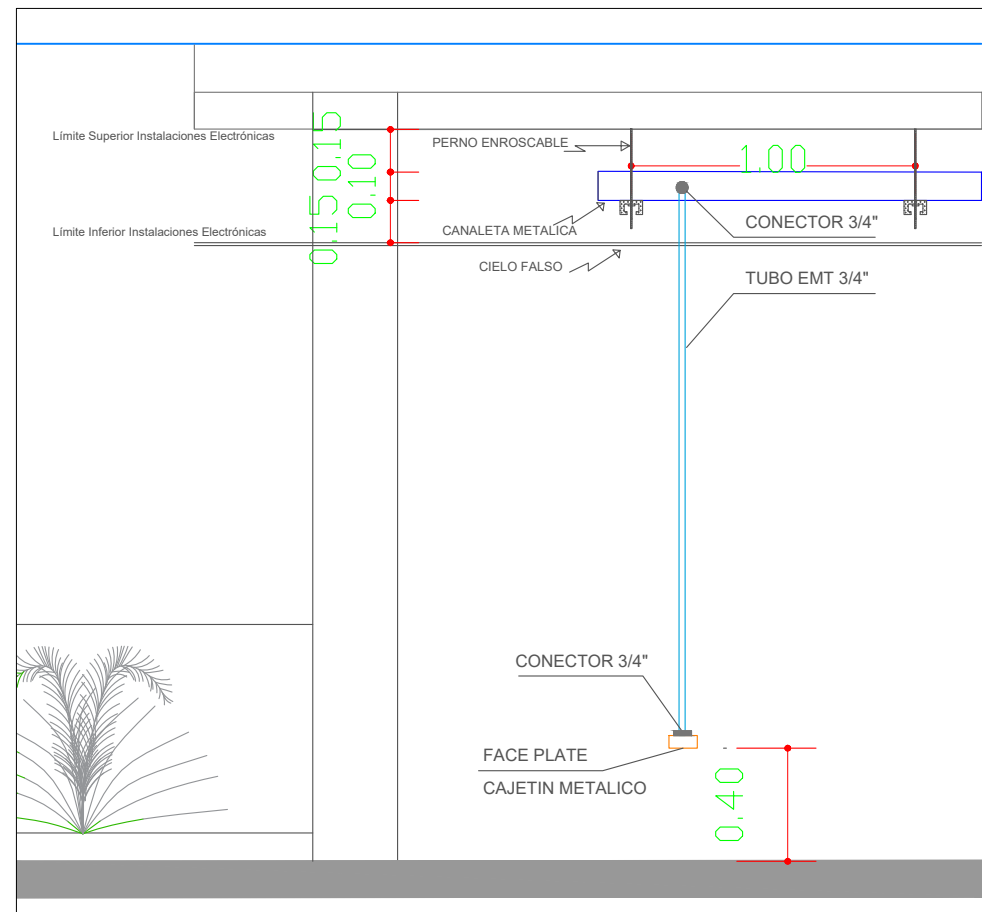 Límite Superior Instalaciones Electrónicas
0.15
0.15
0.10
PERNO ENROSCABLE
1.00
CONECTOR 3/4"
CANALETA METALICA
Límite Inferior Instalaciones Electrónicas
CIELO FALSO
TUBO EMT 3/4"
CONECTOR 3/4"
FACE PLATE
CAJETIN METALICO
0.40